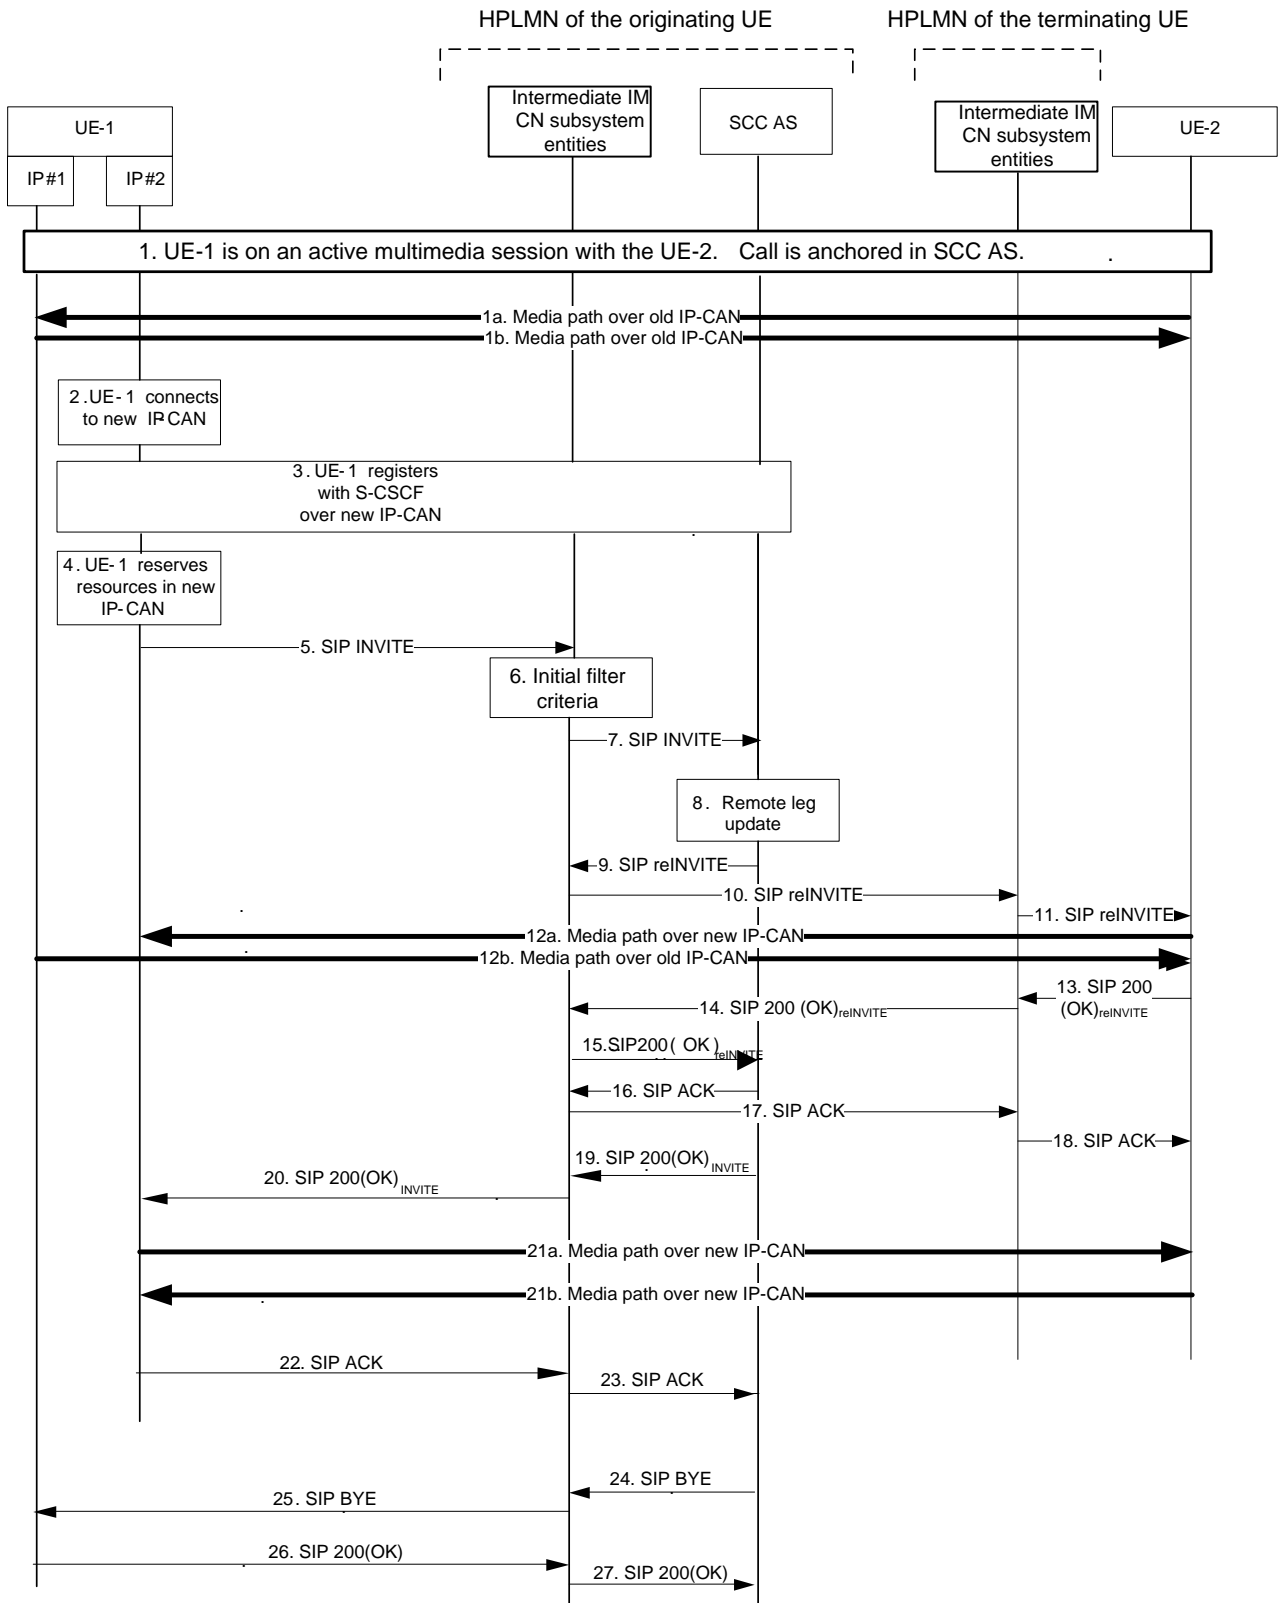 HPLMN of the originating UE
HPLMN of the terminating UE
UE-1
IP#1
IP#2
Intermediate IM
CN subsystem
entities
SCC AS
Intermediate IM
CN subsystem
entities
UE-2
1. UE-1 is on an active multimedia session with the UE-2. Call is anchored in SCC AS. .
1a. Media path over old IP-CAN
1b. Media path over old IP-CAN
2.UE-1 connects
to new IP-CAN
3. UE-1 registers
with S-CSCF
over new IP-CAN
4. UE-1 reserves
resources in new
IP-CAN
5. SIP INVITE
6. Initial filter
criteria
7. SIP INVITE
8. Remote leg
update
9. SIP reINVITE
10. SIP reINVITE
11. SIP reINVITE
12a. Media path over new IP-CAN
12b. Media path over old IP-CAN
13. SIP 200
(OK)reINVITE
14. SIP 200 (OK)reINVITE
15.SIP200 ( OK )reINVITE
16. SIP ACK
17. SIP ACK
18. SIP ACK
19. SIP 200(OK)INVITE
20. SIP 200(OK)INVITE
21a. Media path over new IP-CAN
21b. Media path over new IP-CAN
22. SIP ACK
23. SIP ACK
24. SIP BYE
25. SIP BYE
26. SIP 200(OK)
27. SIP 200(OK)